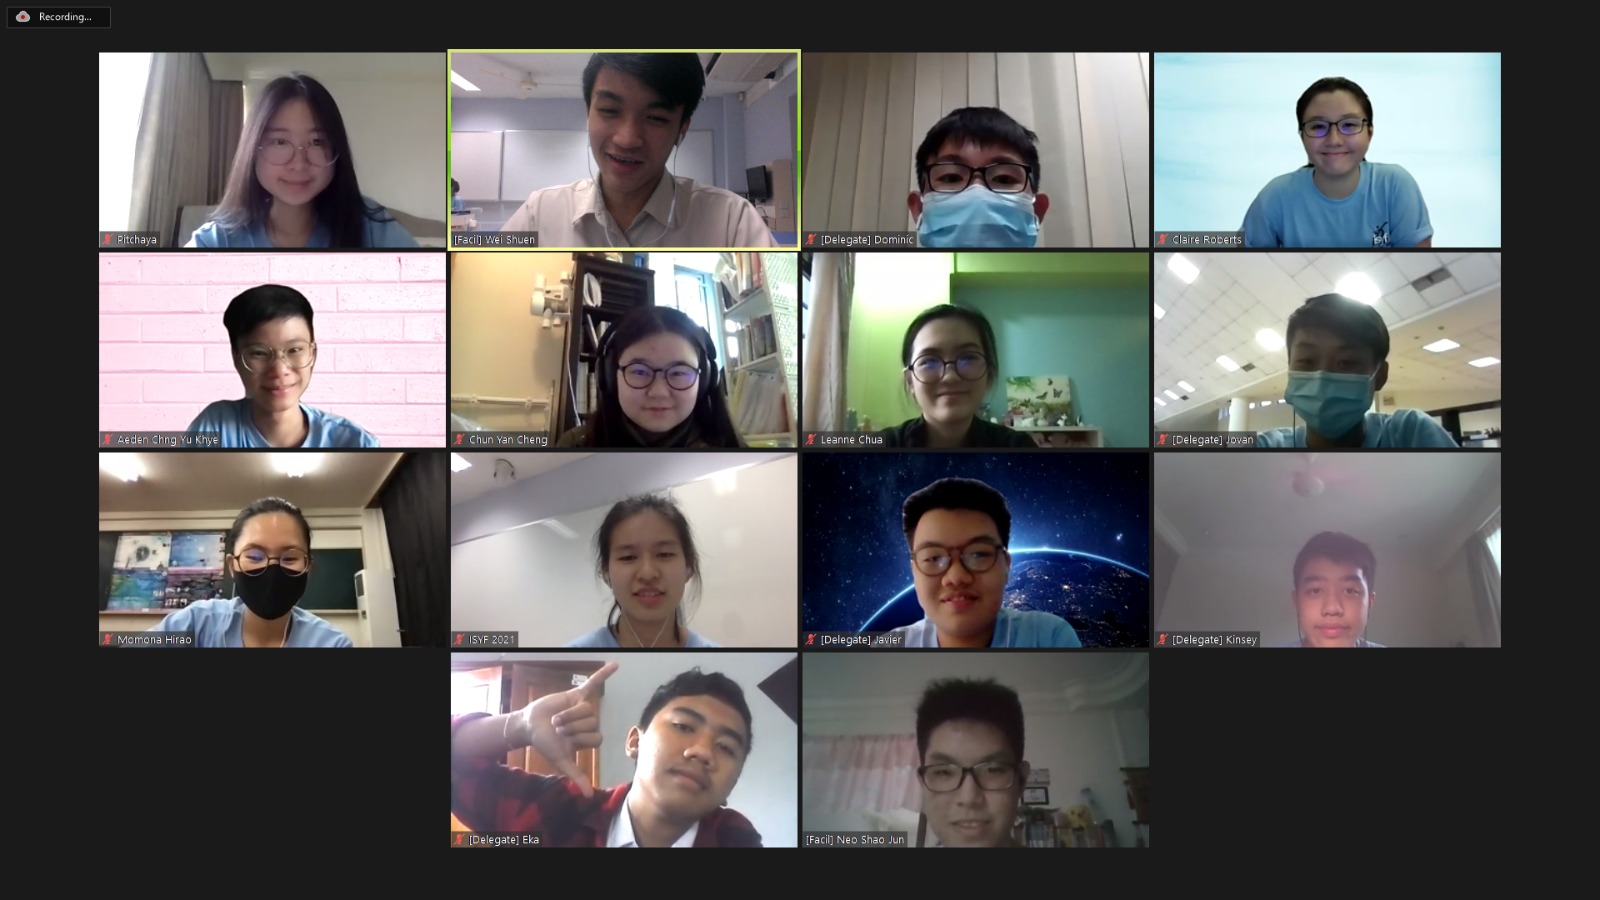 Recording...
Pitchaya
[Facil] Wei Shuen
[Delegate] Dominic
Claire Roberts
Aeden Chng Yu Khye
Chun Yan Cheng
Leanne Chua
[Delegate] Jovan
Momona Hirao
ISYF 2021
[Delegate] Javier
[Delegate] Kinsey
[Delegate] Eka
[Facil] Neo Shao Jun